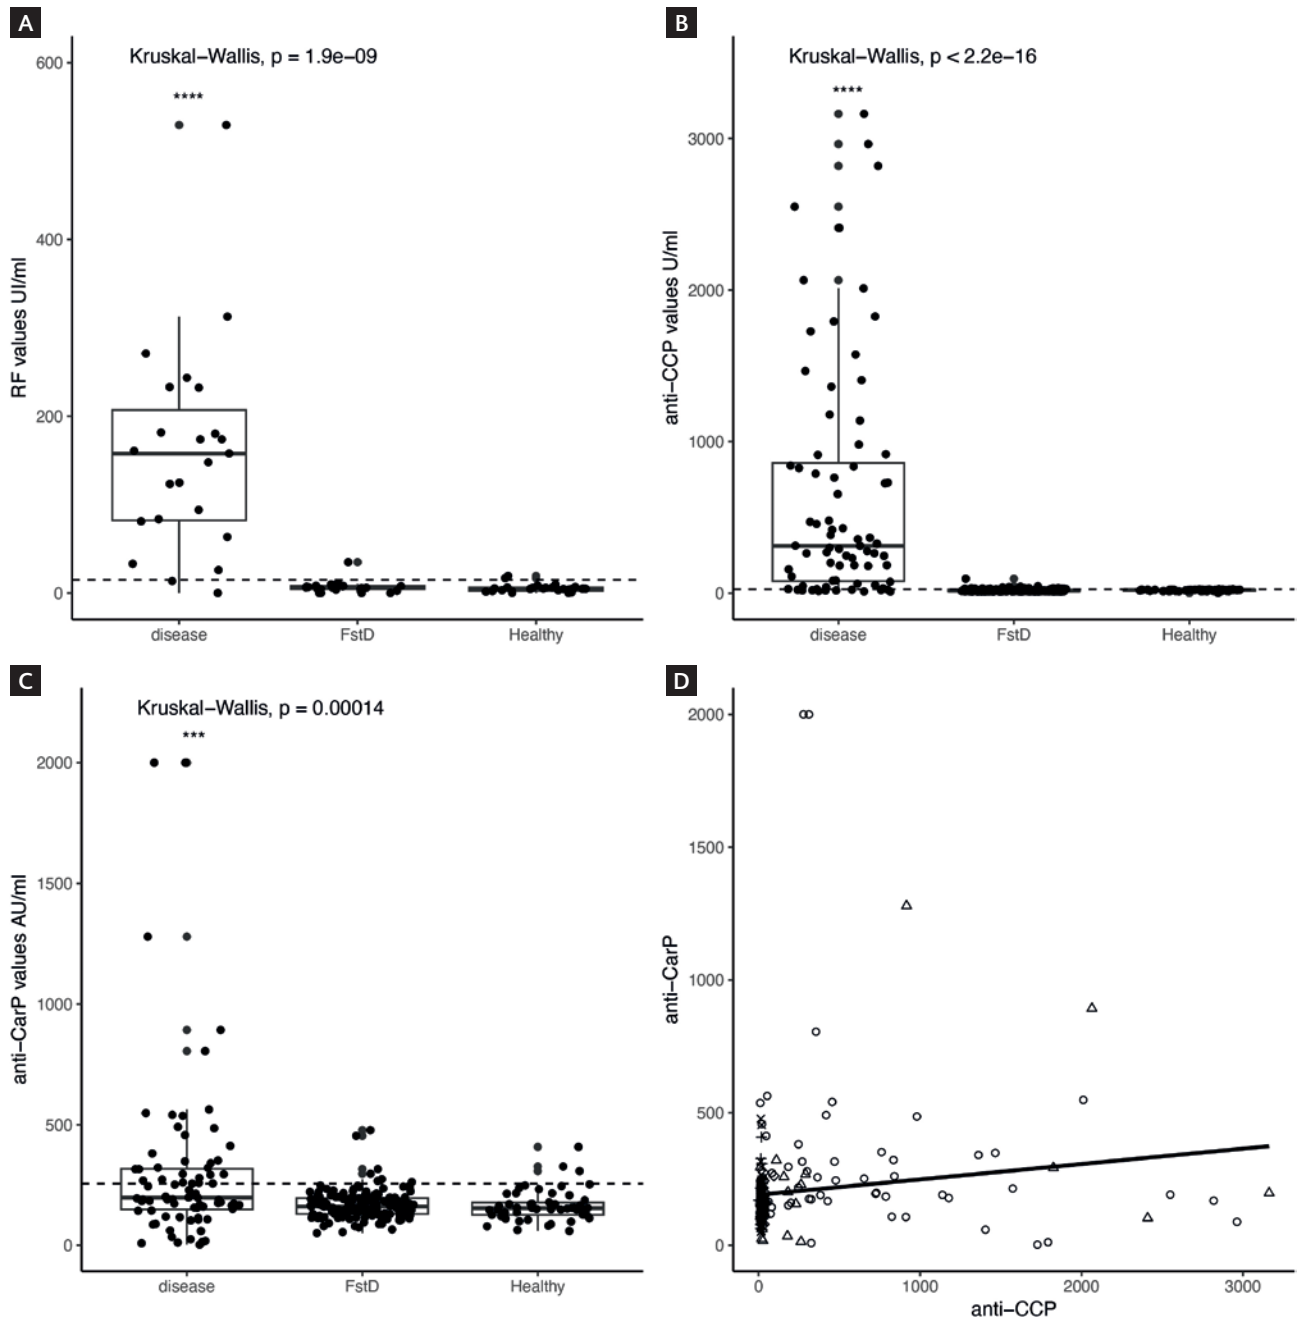 A
Kruskal-Wallis, p = 1.9e-09
****
RF values UI/ml
600
400
200
0
disease FstD Healthy
B
Kruskal-Wallis, p < 2.2e-16
****
anti-CCP values U/ml
3000
2000
1000
0
disease FstD Healthy
C
Kruskal-Wallis, p = 0.00014
***
anti-CarP values AU/ml
2000
1500
1000
500
0
disease FstD Healthy
D
anti-CarP
2000
1500
1000
500
0
0 1000 2000 3000
anti-CCP